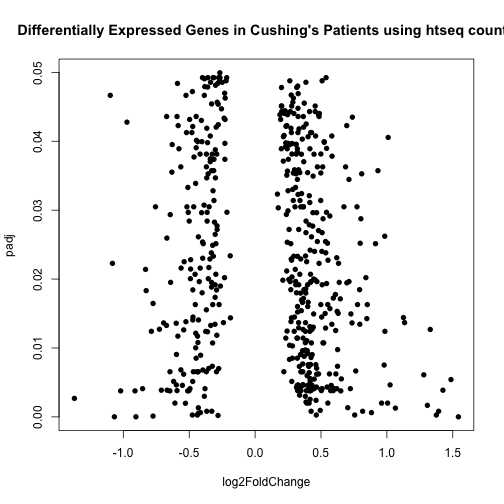 Differentially Expressed Genes in Cushing's Patients using htseq count
0.05
0.04
0.03
0.02
0.01
0.00
padj
-1.0 -0.5 0.0 0.5 1.0 1.5
log2FoldChange